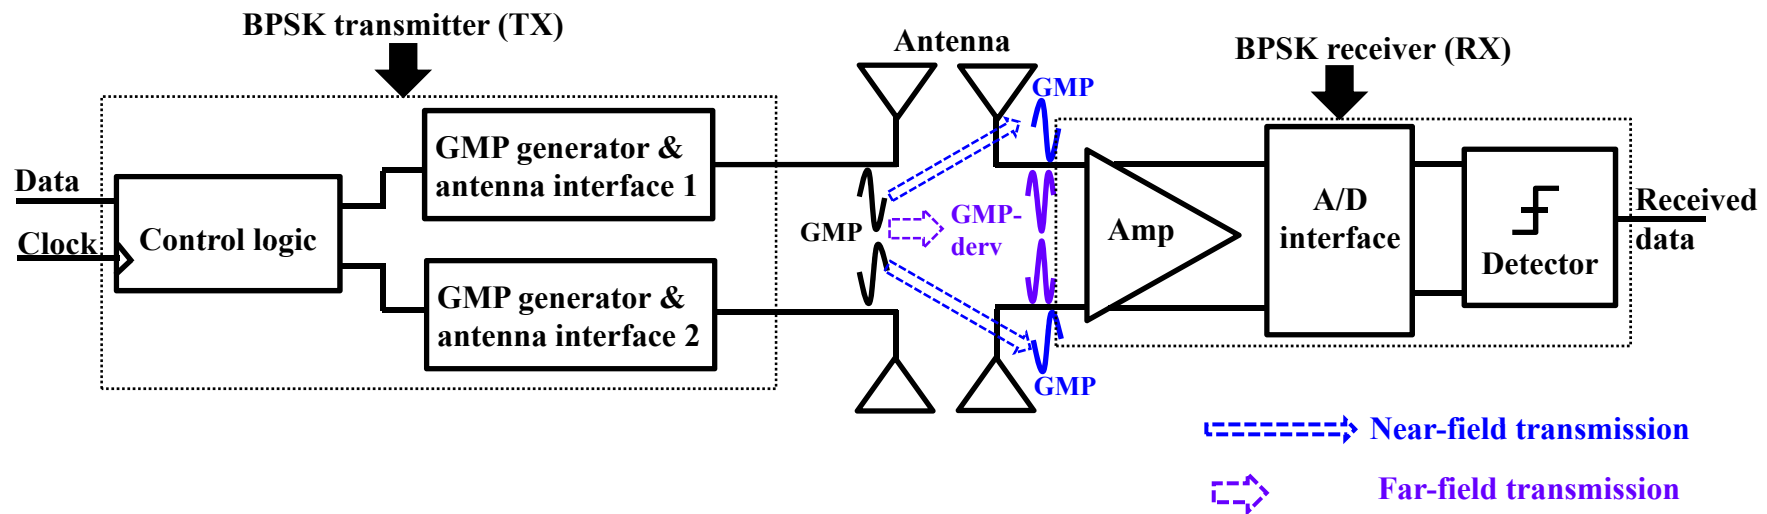 BPSK transmitter (TX)
Antenna
BPSK receiver (RX)
GMP
GMP generator &
antenna interface 1
Data
Clock
Control logic
GMP
GMP-
derv
Amp
A/D
interface
Detector
Received
data
GMP generator &
antenna interface 2
GMP
Near-field transmission
Far-field transmission